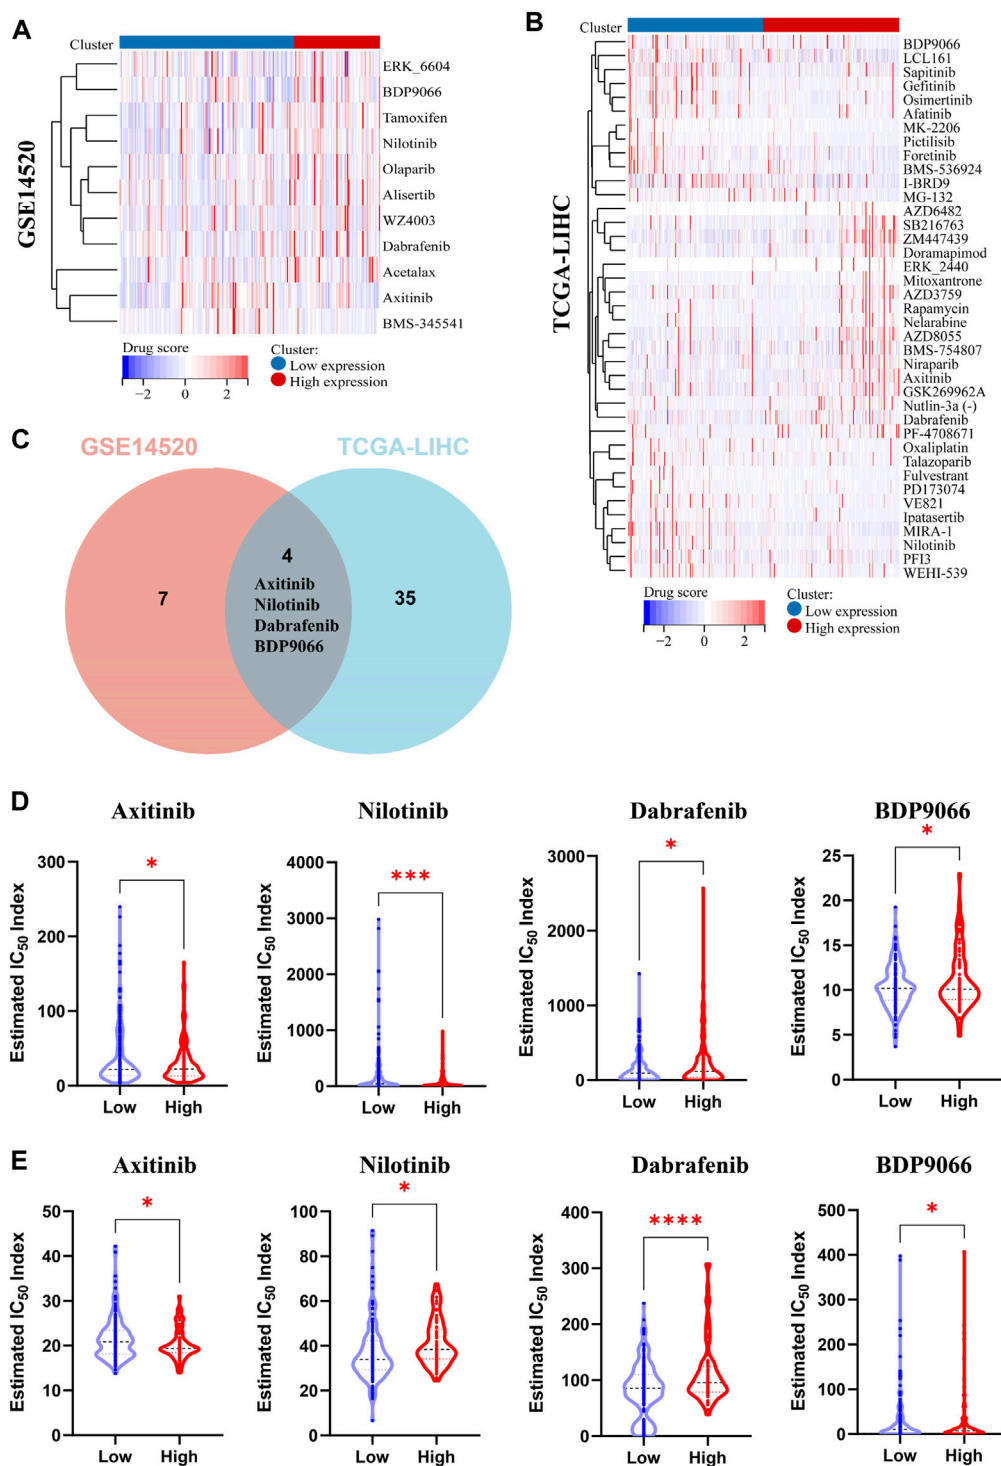 A
Cluster
GSE14520
ERK_6604
BDP9066
Tamoxifen
Nilotinib
Olaparib
Alisertib
WZ4003
Dabrafenib
Acetalax
Axitinib
BMS-345541
Drug score
−2 0 2
Cluster:
Low expression
High expression
B
Cluster
TCGA-LIHC
BDP9066
LCL161
Sapitinib
Gefitinib
Osimertinib
Afatinib
MK-2206
Pictilisib
Foretinib
BMS-536924
I-BRD9
MG-132
AZD6482
SB216763
ZM447439
Doramapimod
ERK_2440
Mitoxantrone
AZD3759
Rapamycin
Nelarabine
AZD8055
BMS-754807
Niraparib
Axitinib
GSK269962A
Nutlin-3a (-)
Dabrafenib
PF-4708671
Oxaliplatin
Talazoparib
Fulvestrant
PD173074
VE821
Ipatasertib
MIRA-1
Nilotinib
PFI3
WEHI-539
Drug score
−2 0 2
Cluster:
Low expression
High expression
C
GSE14520 TCGA-LIHC
7
4
Axitinib
Nilotinib
Dabrafenib
BDP9066
35
D
Axitinib
*
Estimated IC50 Index
300
200
100
0
Low High
Nilotinib
***
Estimated IC50 Index
4000
3000
2000
1000
0
Low High
Dabrafenib
*
Estimated IC50 Index
3000
2000
1000
0
Low High
BDP9066
*
Estimated IC50 Index
25
20
15
10
5
0
Low High
E
Axitinib
*
Estimated IC50 Index
50
40
30
20
10
0
Low High
Nilotinib
*
Estimated IC50 Index
100
80
60
40
20
0
Low High
Dabrafenib
****
Estimated IC50 Index
400
300
200
100
0
Low High
BDP9066
*
Estimated IC50 Index
500
400
300
200
100
0
Low High